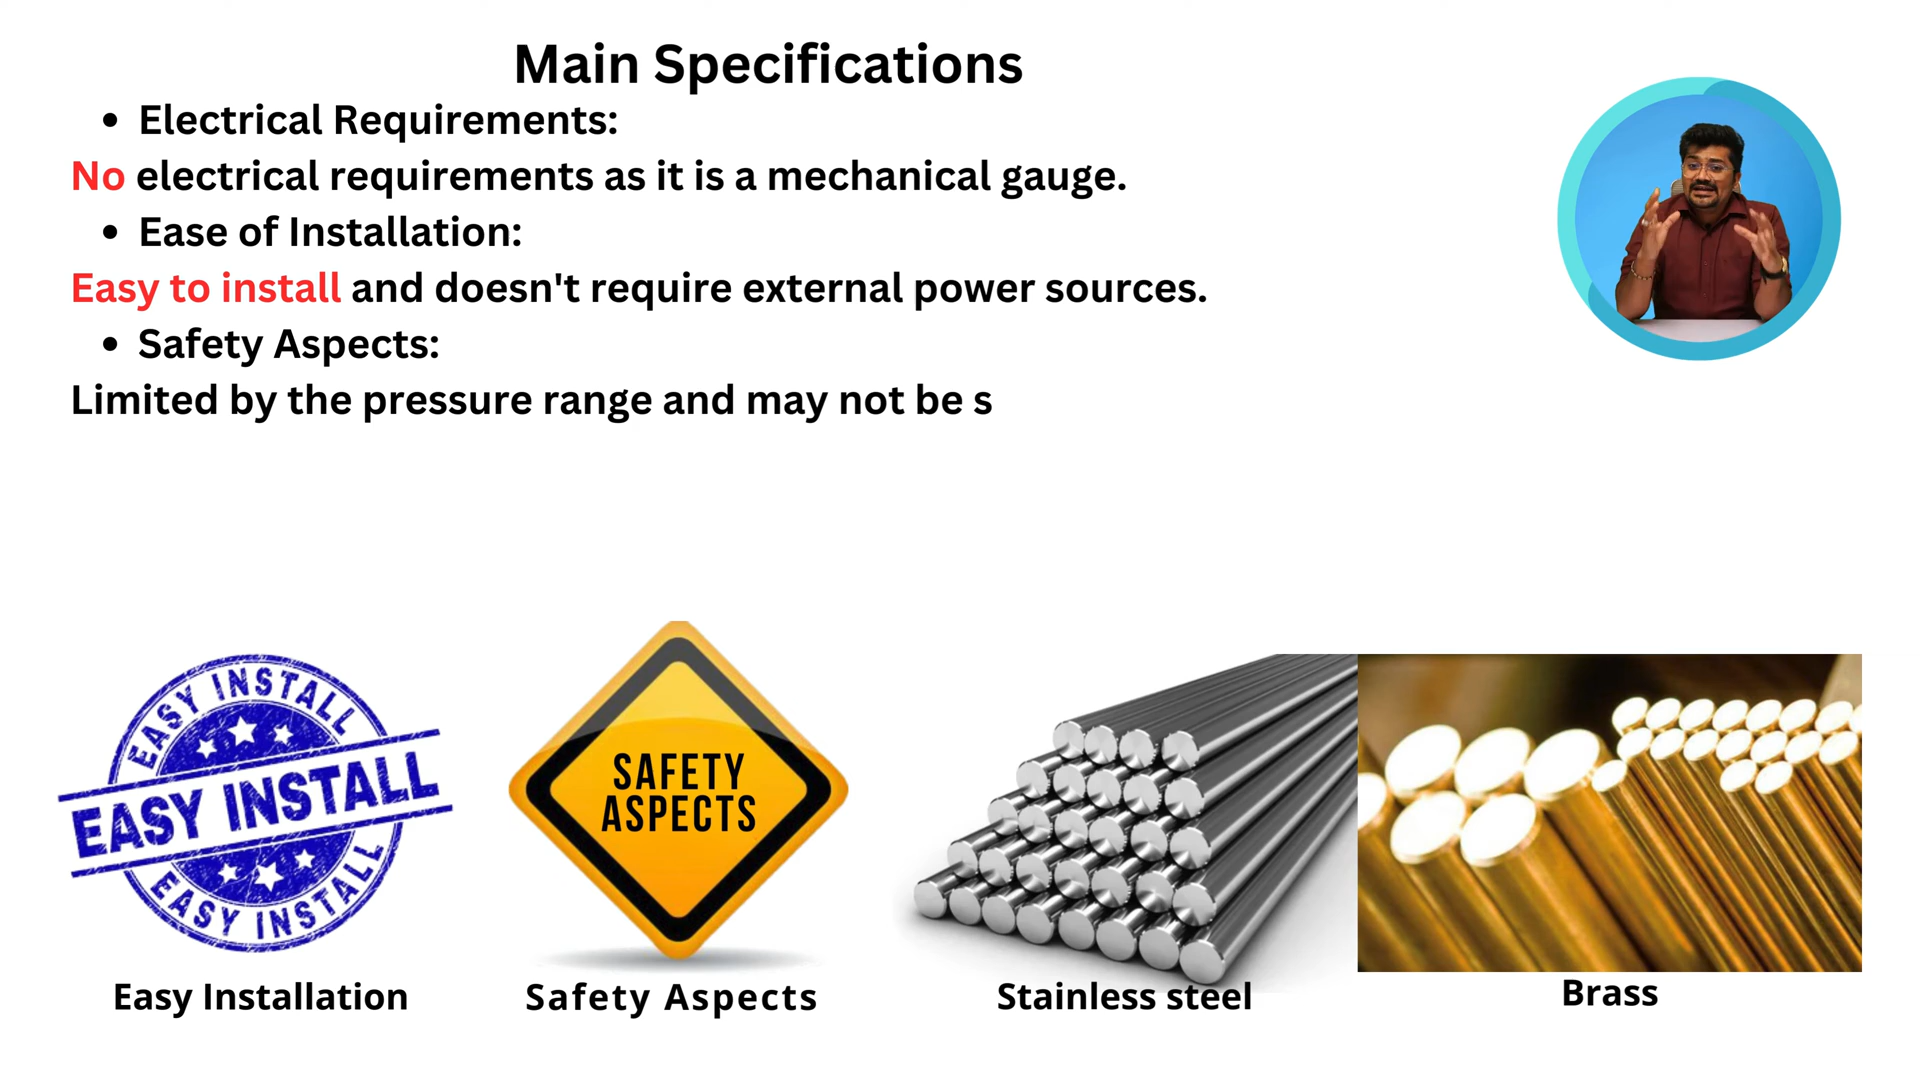 Main Specifications
• Electrical Requirements:
No electrical requirements as it is a mechanical gauge.
• Ease of Installation:
Easy to install and doesn't require external power sources.
• Safety Aspects:
Limited by the pressure range and may not be s
EASY INSTALL
EASY INSTALL
EASY INSTALL
SAFETY
ASPECTS
Easy Installation
Safety Aspects
Stainless steel
Brass